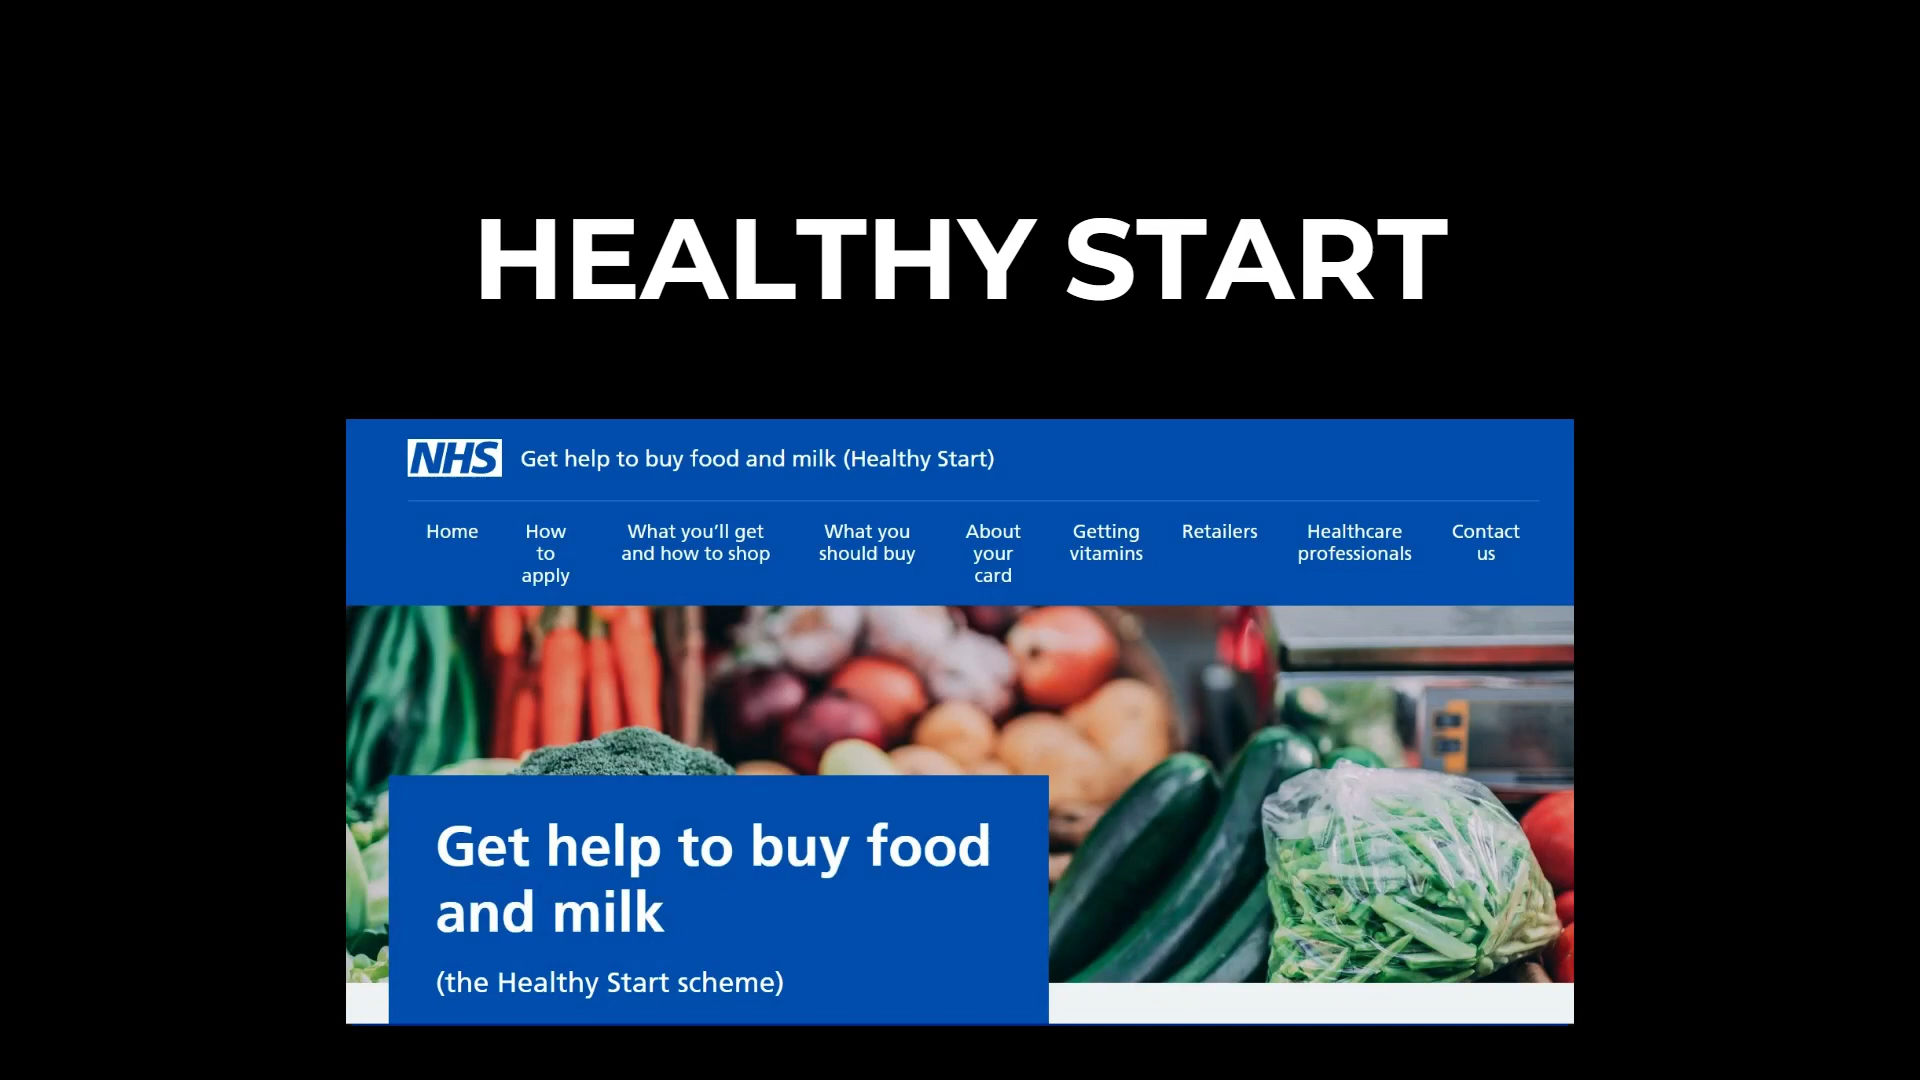 HEALTHY START
NHS Get help to buy food and milk (Healthy Start)
Home
How
to
apply
What you'll get
and how to shop
What you
should buy
About
your
card
Getting
vitamins
Retailers
Healthcare
professionals
Contact
us
Get help to buy food
and milk
(the Healthy Start scheme)